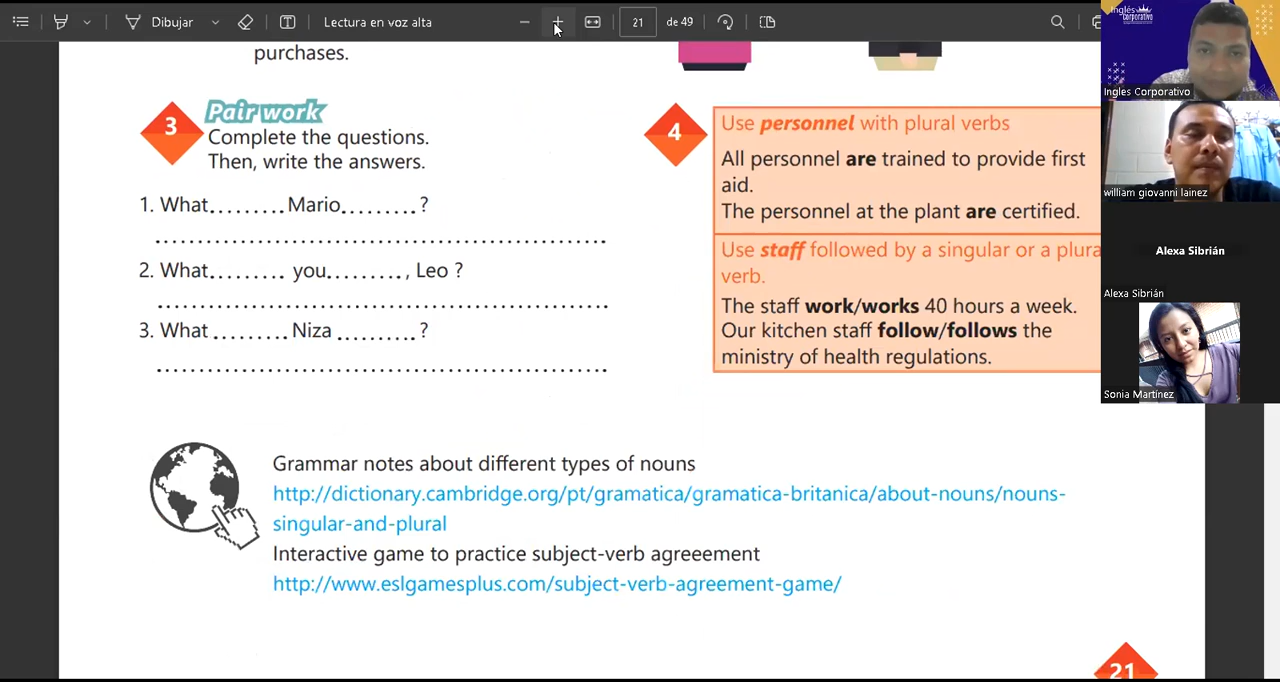 Dibujar
Lectura en voz alta
21
de 49
Inglés
Corporativo
Ingles Corporativo
william giovanni lainez
Alexa Sibrián
Alexa Sibrián
Sonia Martínez
purchases.
3
Pair work
Complete the questions.
Then, write the answers.
1. What......... Mario.........?
..................................................
2. What......... you........., Leo ?
..................................................
3. What ......... Niza .........?
..................................................
4
Use personnel with plural verbs
All personnel are trained to provide first
aid.
The personnel at the plant are certified.
Use staff followed by a singular or a plura
verb.
The staff work/works 40 hours a week.
Our kitchen staff follow/follows the
ministry of health regulations.
Grammar notes about different types of nouns
http://dictionary.cambridge.org/pt/gramatica/gramatica-britanica/about-nouns/nouns-
singular-and-plural
Interactive game to practice subject-verb agreeement
http://www.eslgamesplus.com/subject-verb-agreement-game/
21